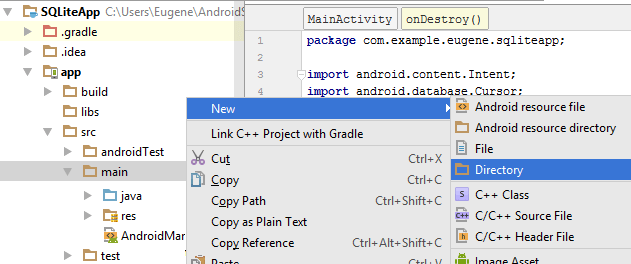 SQLiteApp C:\Users\Eugene\AndroidS
.gradle
.idea
app
build
libs
src
androidTest
main
java
res
AndroidMan
test
MainActivity onDestroy()
1 package com.example.eugene.sqliteapp;
2
3 import android.content.Intent;
4 import android.database.Cursor;
New
Link C++ Project with Gradle
Cut Ctrl+X
Copy Ctrl+C
Copy Path Ctrl+Shift+C
Copy as Plain Text
Copy Reference Ctrl+Alt+Shift+C
Paste Ctrl+V
Android resource file
Android resource directory
File
Directory
C++ Class
C/C++ Source File
C/C++ Header File
Image Asset